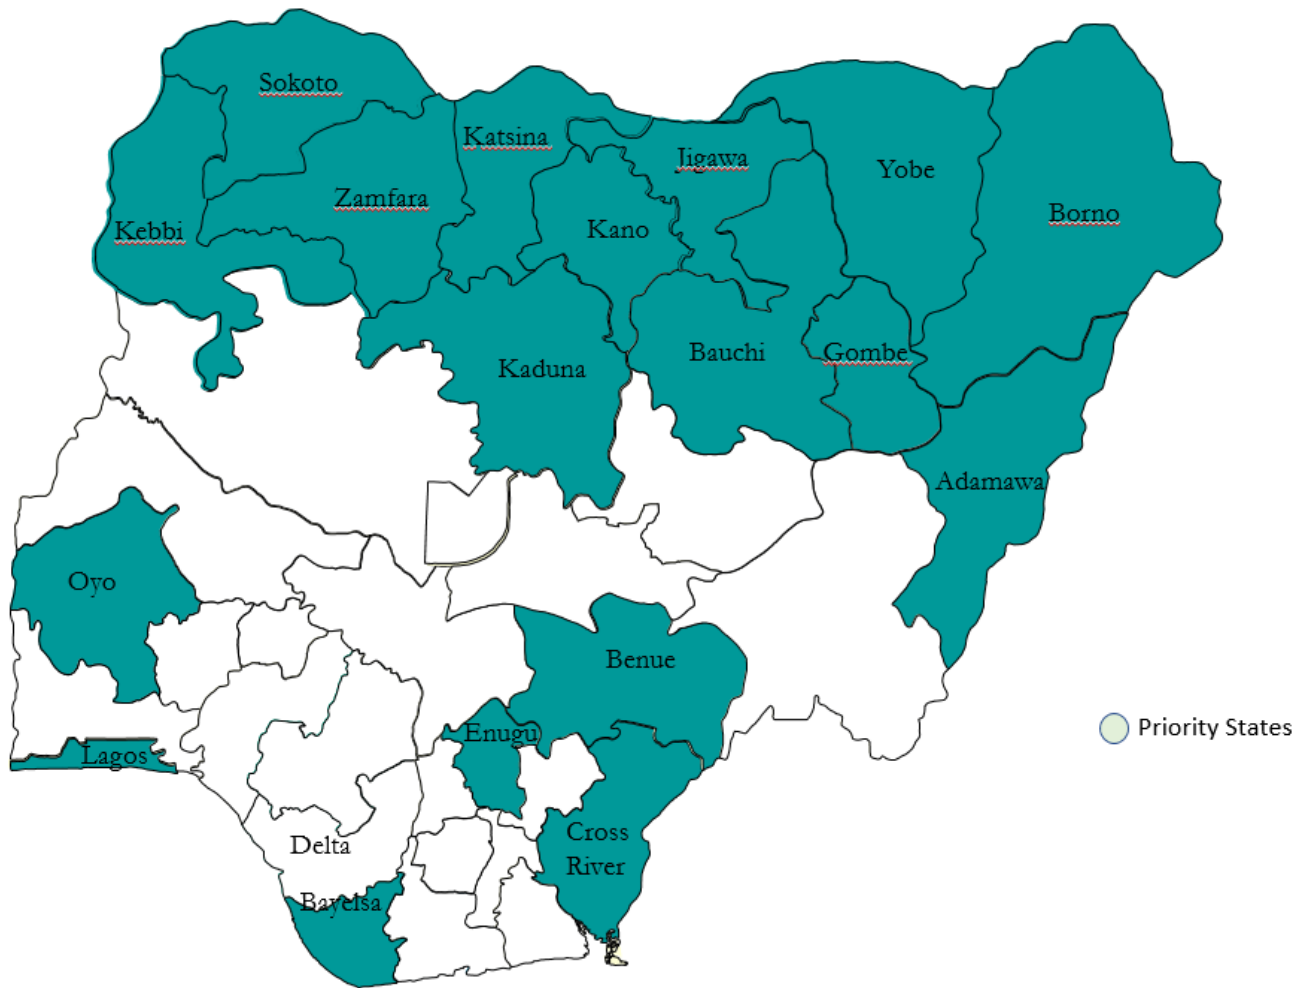 Sokoto
Katsina
Jigawa
Yobe
Zamfara
Borno
Kebbi
Kano
Bauchi
Gombe
Kaduna
Adamawa
Oyo
Benue
Priority States
Enugu
Lagos
Cross
River
Delta
Bayelsa